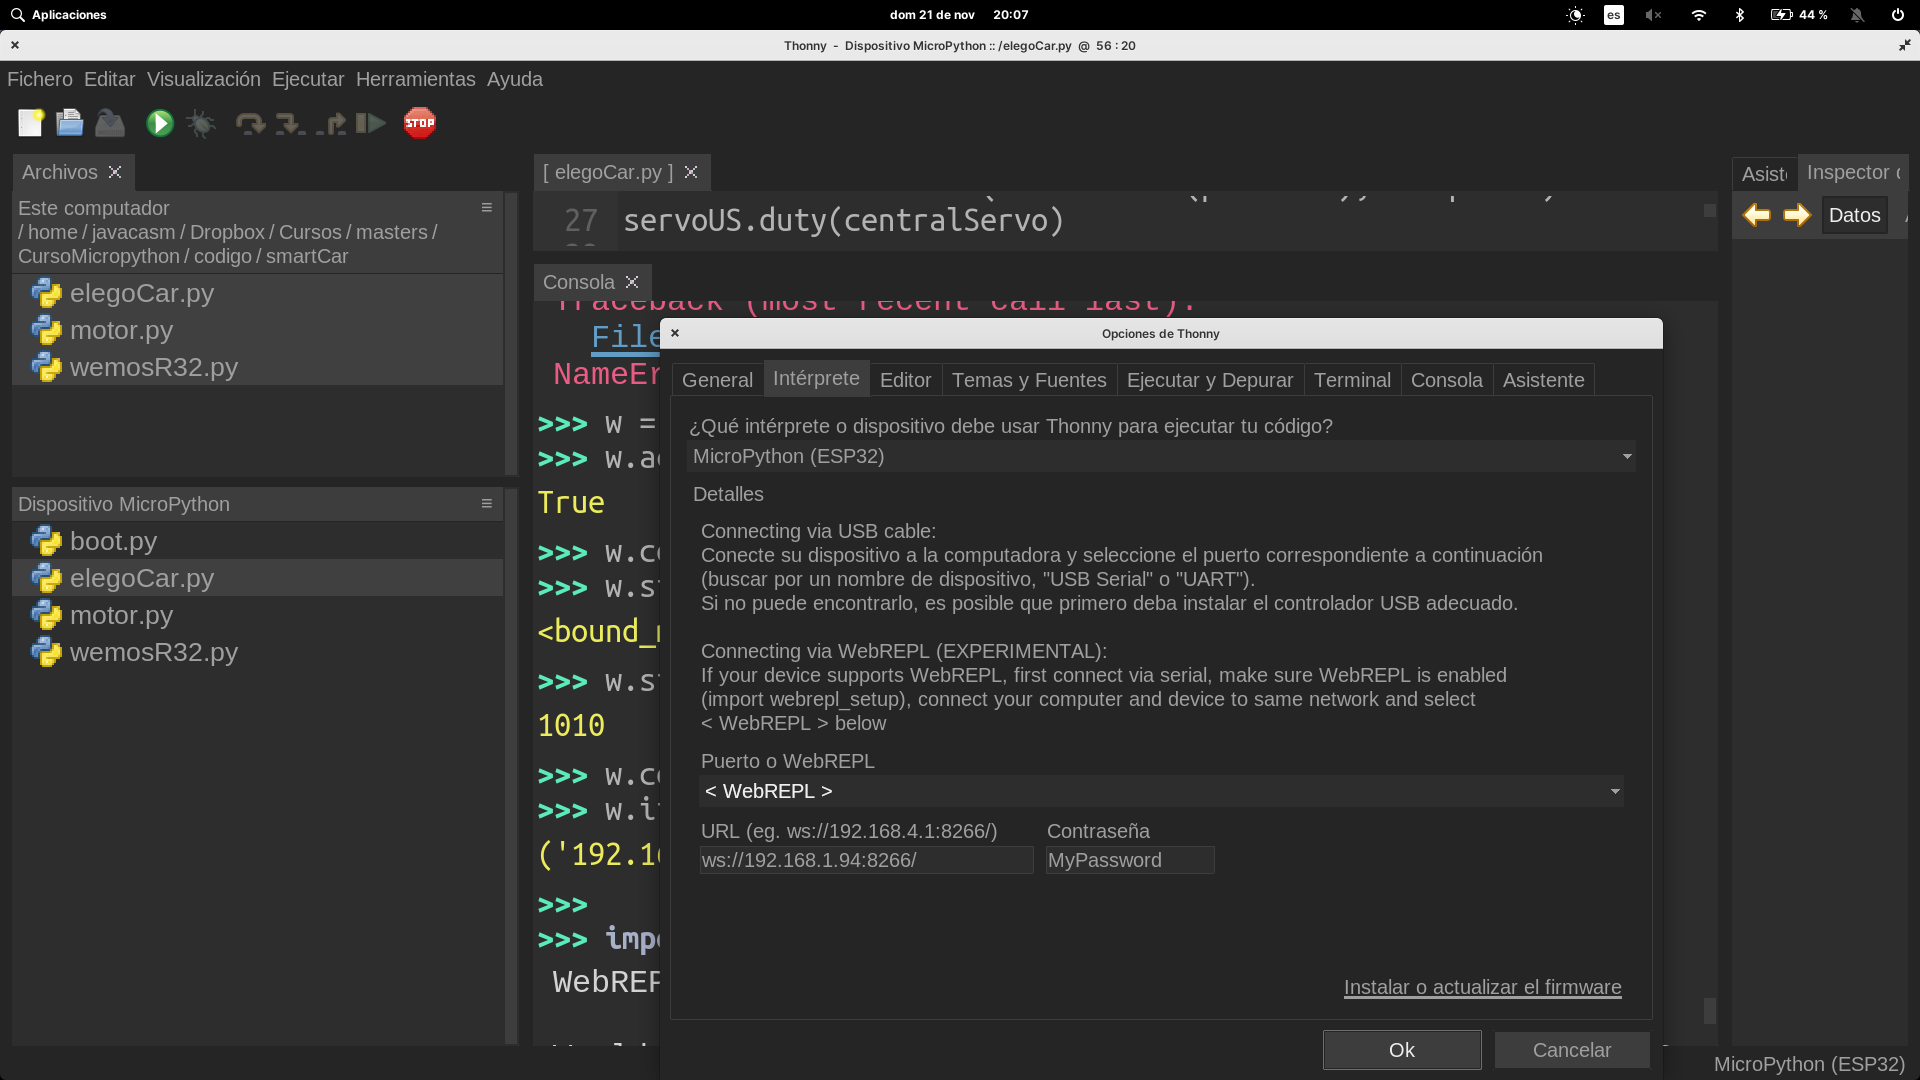 Aplicaciones
dom 21 de nov 20:07
es
44 %
Thonny - Dispositivo MicroPython :: /elegoCar.py @ 56 : 20
Fichero Editar Visualización Ejecutar Herramientas Ayuda
STOP
Archivos
Este computador
/ home / javacasm / Dropbox / Cursos / masters /
CursoMicropython / codigo / smartCar
elegoCar.py
motor.py
wemosR32.py
Dispositivo MicroPython
boot.py
elegoCar.py
motor.py
wemosR32.py
[ elegoCar.py ]
27 servoUS.duty(centralServo)
Consola
Traceback (most recent call last):
File
NameEr
>>> w =
>>> w.a
True
>>> w.c
>>> w.s
<bound_
>>> w.s
1010
>>> w.c
>>> w.i
('192.16
>>>
>>> imp
WebREP
Opciones de Thonny
General Intérprete Editor Temas y Fuentes Ejecutar y Depurar Terminal Consola Asistente
¿Qué intérprete o dispositivo debe usar Thonny para ejecutar tu código?
MicroPython (ESP32)
Detalles
Connecting via USB cable:
Conecte su dispositivo a la computadora y seleccione el puerto correspondiente a continuación
(buscar por un nombre de dispositivo, "USB Serial" o "UART").
Si no puede encontrarlo, es posible que primero deba instalar el controlador USB adecuado.
Connecting via WebREPL (EXPERIMENTAL):
If your device supports WebREPL, first connect via serial, make sure WebREPL is enabled
(import webrepl_setup), connect your computer and device to same network and select
< WebREPL > below
Puerto o WebREPL
< WebREPL >
URL (eg. ws://192.168.4.1:8266/) Contraseña
ws://192.168.1.94:8266/ MyPassword
Instalar o actualizar el firmware
Ok Cancelar
Asist Inspector
Datos
MicroPython (ESP32)